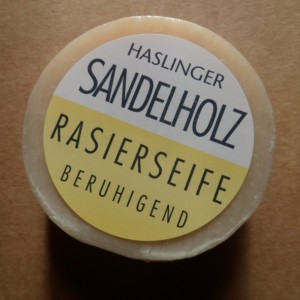 HASLINGER
SANDELHOLZ
RASIERSEIFE
BERUHIGEND